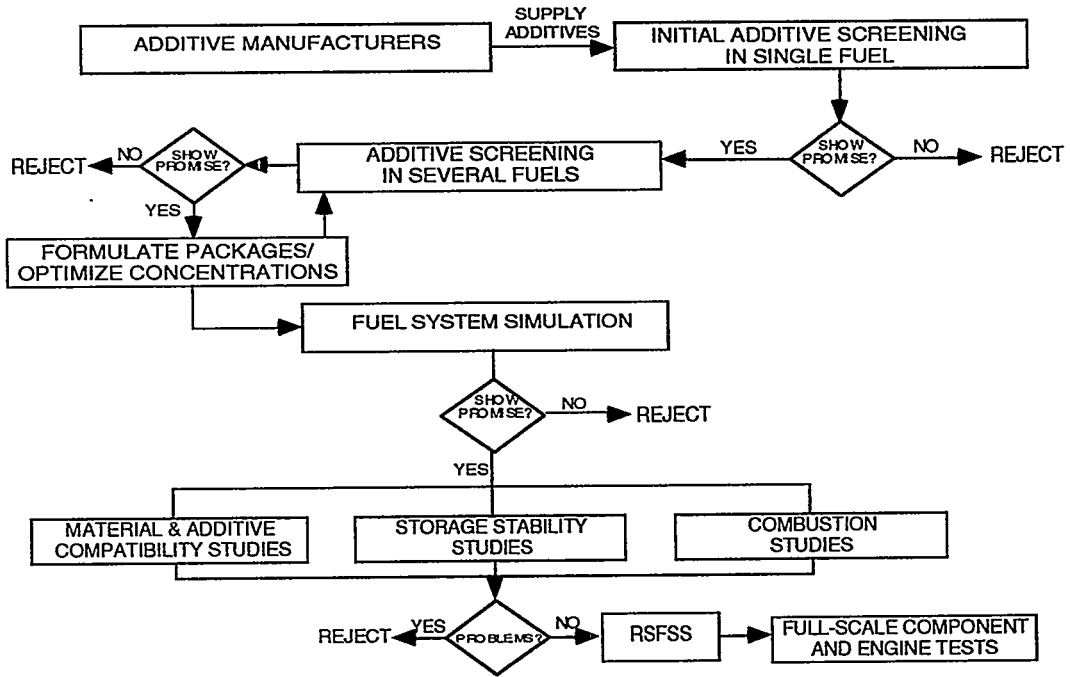 SUPPLY
ADDITIVES
ADDITIVE MANUFACTURERS
INITIAL ADDITIVE SCREENING
IN SINGLE FUEL
SHOW
PROMISE?
NO
REJECT
YES
ADDITIVE SCREENING
IN SEVERAL FUELS
SHOW
PROMISE?
NO
REJECT
YES
FORMULATE PACKAGES/
OPTIMIZE CONCENTRATIONS
FUEL SYSTEM SIMULATION
SHOW
PROMISE?
NO
REJECT
YES
MATERIAL & ADDITIVE
COMPATIBILITY STUDIES
STORAGE STABILITY
STUDIES
COMBUSTION
STUDIES
PROBLEMS?
YES
REJECT
NO
RSFSS
FULL-SCALE COMPONENT
AND ENGINE TESTS